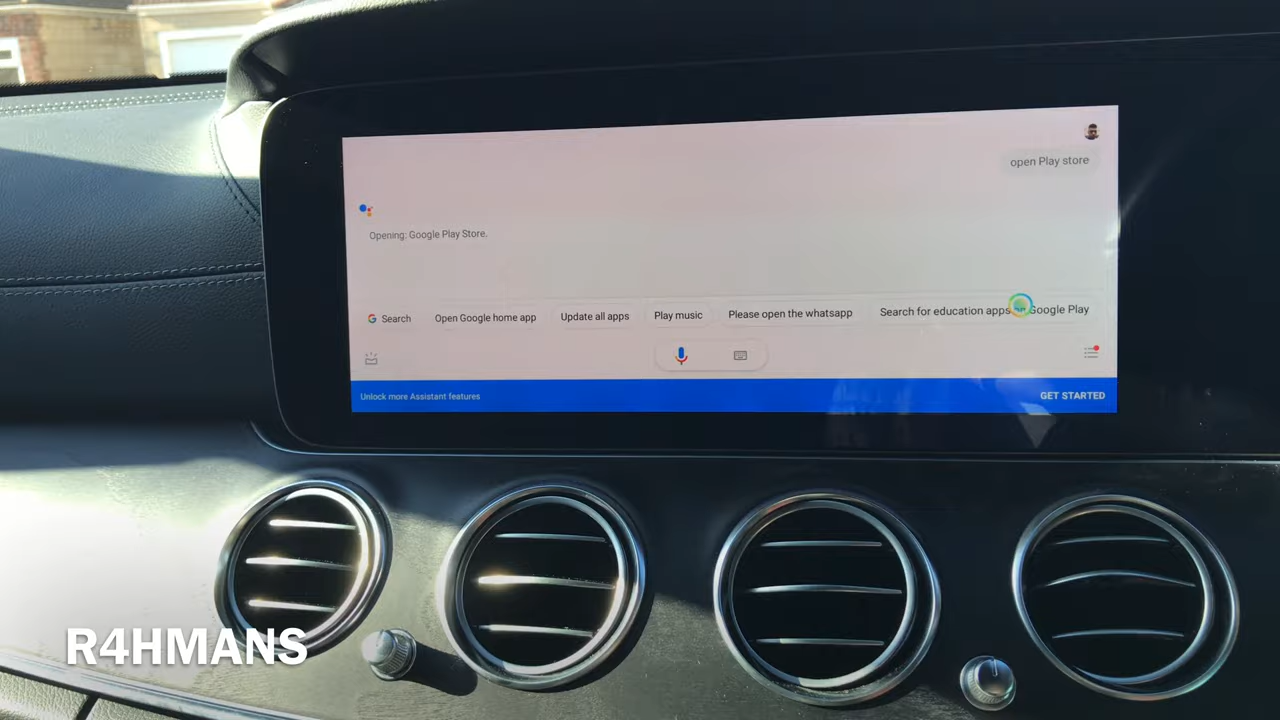 open Play store
Opening: Google Play Store.
Search
Open Google home app
Update all apps
Play music
Please open the whatsapp
Search for education apps Google Play
Unlock more Assistant features
GET STARTED
R4HMANS